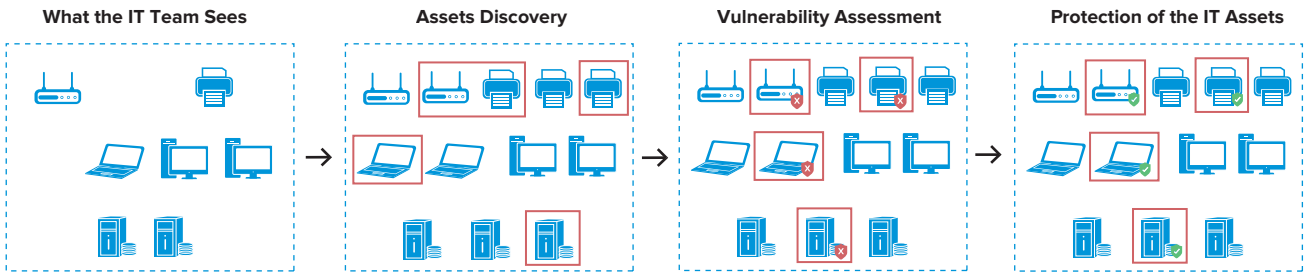 What the IT Team Sees
Assets Discovery
Vulnerability Assessment
Protection of the IT Assets